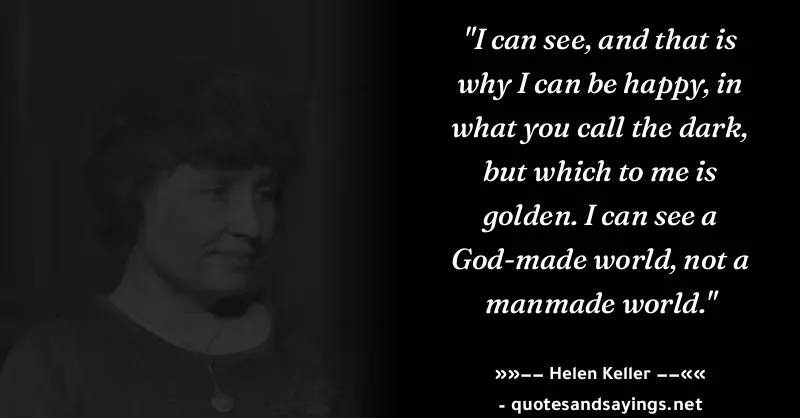 "I can see, and that is
why I can be happy, in
what you call the dark,
but which to me is
golden. I can see a
God-made world, not a
manmade world."
»»−− Helen Keller −−««
- quotesandsayings.net